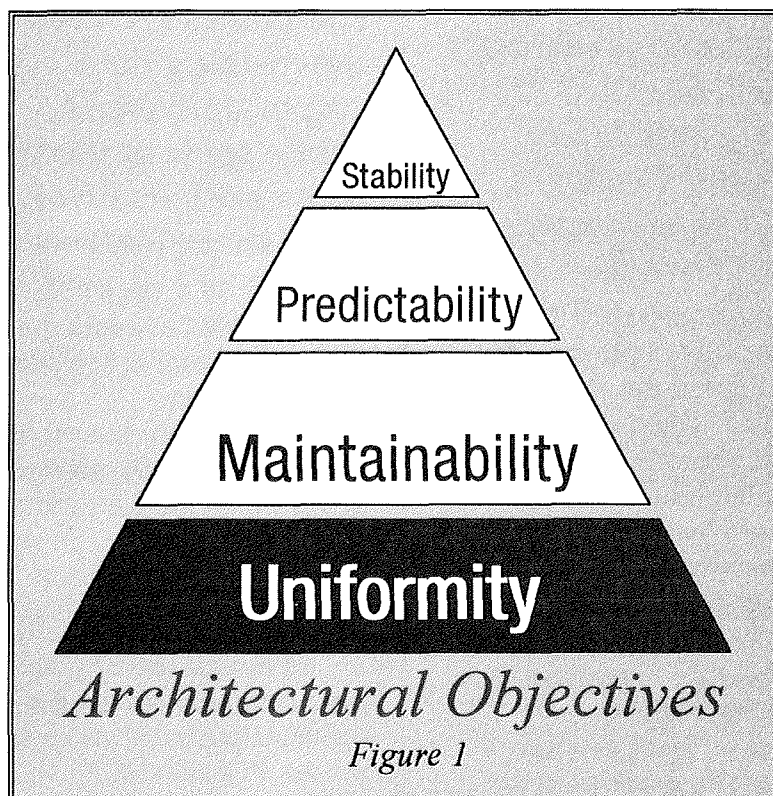 Stability
Predictability
Maintainability
Uniformity
Architectural Objectives
Figure 1